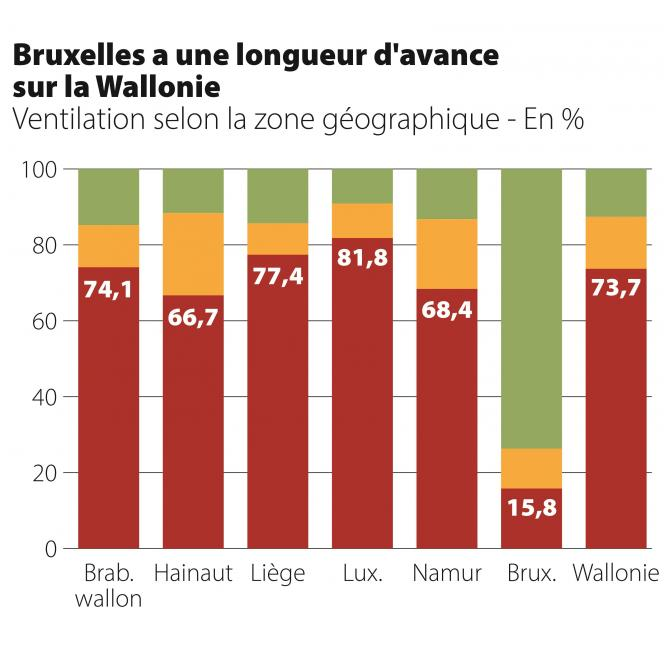 Bruxelles a une longueur d'avance
sur la Wallonie
Ventilation selon la zone géographique - En %
100
80
60
40
20
0
74,1
66,7
77,4
81,8
68,4
15,8
73,7
Brab. wallon
Hainaut
Liège
Lux.
Namur
Brux.
Wallonie